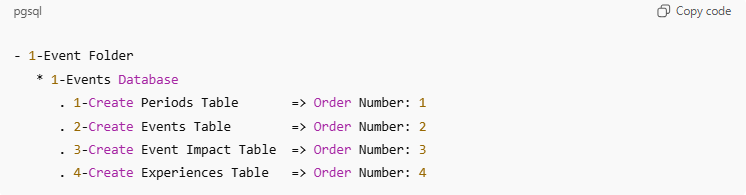 pgsql
Copy code
- 1-Event Folder
* 1-Events Database
. 1-Create Periods Table => Order Number: 1
. 2-Create Events Table => Order Number: 2
. 3-Create Event Impact Table => Order Number: 3
. 4-Create Experiences Table => Order Number: 4